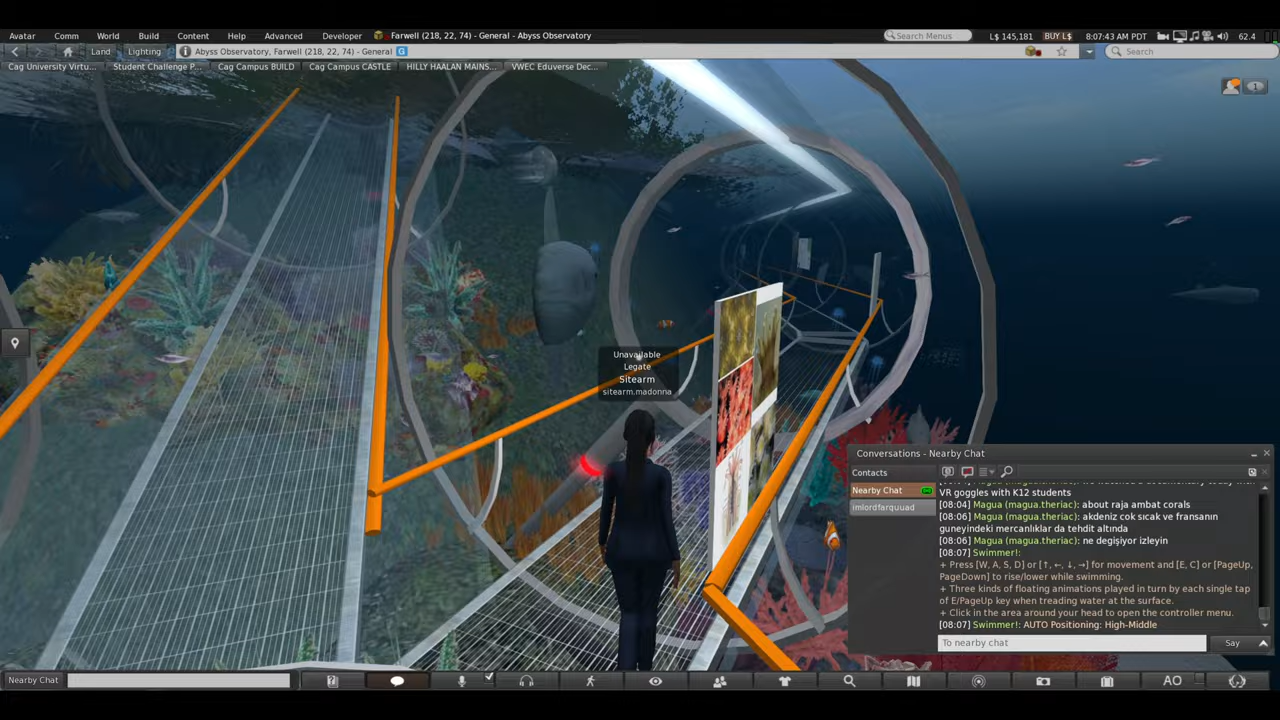 Avatar Comm World Build Content Help Advanced Developer Farwell (218, 22, 74) - General - Abyss Observatory Search Menus L$ 145,181 BUY L$ 8:07:43 AM PDT 62.4
Land Lighting Abyss Observatory, Farwell (218, 22, 74) - General G Search
Cag University Virtu... Student Challenge P... Cag Campus BUILD Cag Campus CASTLE HILLY HAALAN MAINS... VWEC Eduverse Dec...
1
Unavailable
Legate
Sitearm
sitearm.madonna
Conversations - Nearby Chat
Contacts
Nearby Chat
imlordfarquuad
VR goggles with K12 students
[08:04] Magua (magua.theriac): about raja ambat corals
[08:06] Magua (magua.theriac): akdeniz cok sıcak ve fransanın
guneyindeki mercanlıklar da tehdit altında
[08:06] Magua (magua.theriac): ne degişiyor izleyin
[08:07] Swimmer!:
+ Press [W, A, S, D] or [↑, ←, ↓, →] for movement and [E, C] or [PageUp,
PageDown] to rise/lower while swimming.
+ Three kinds of floating animations played in turn by each single tap
of E/PageUp key when treading water at the surface.
+ Click in the area around your head to open the controller menu.
[08:07] Swimmer!: AUTO Positioning: High-Middle
To nearby chat Say
Nearby Chat AO